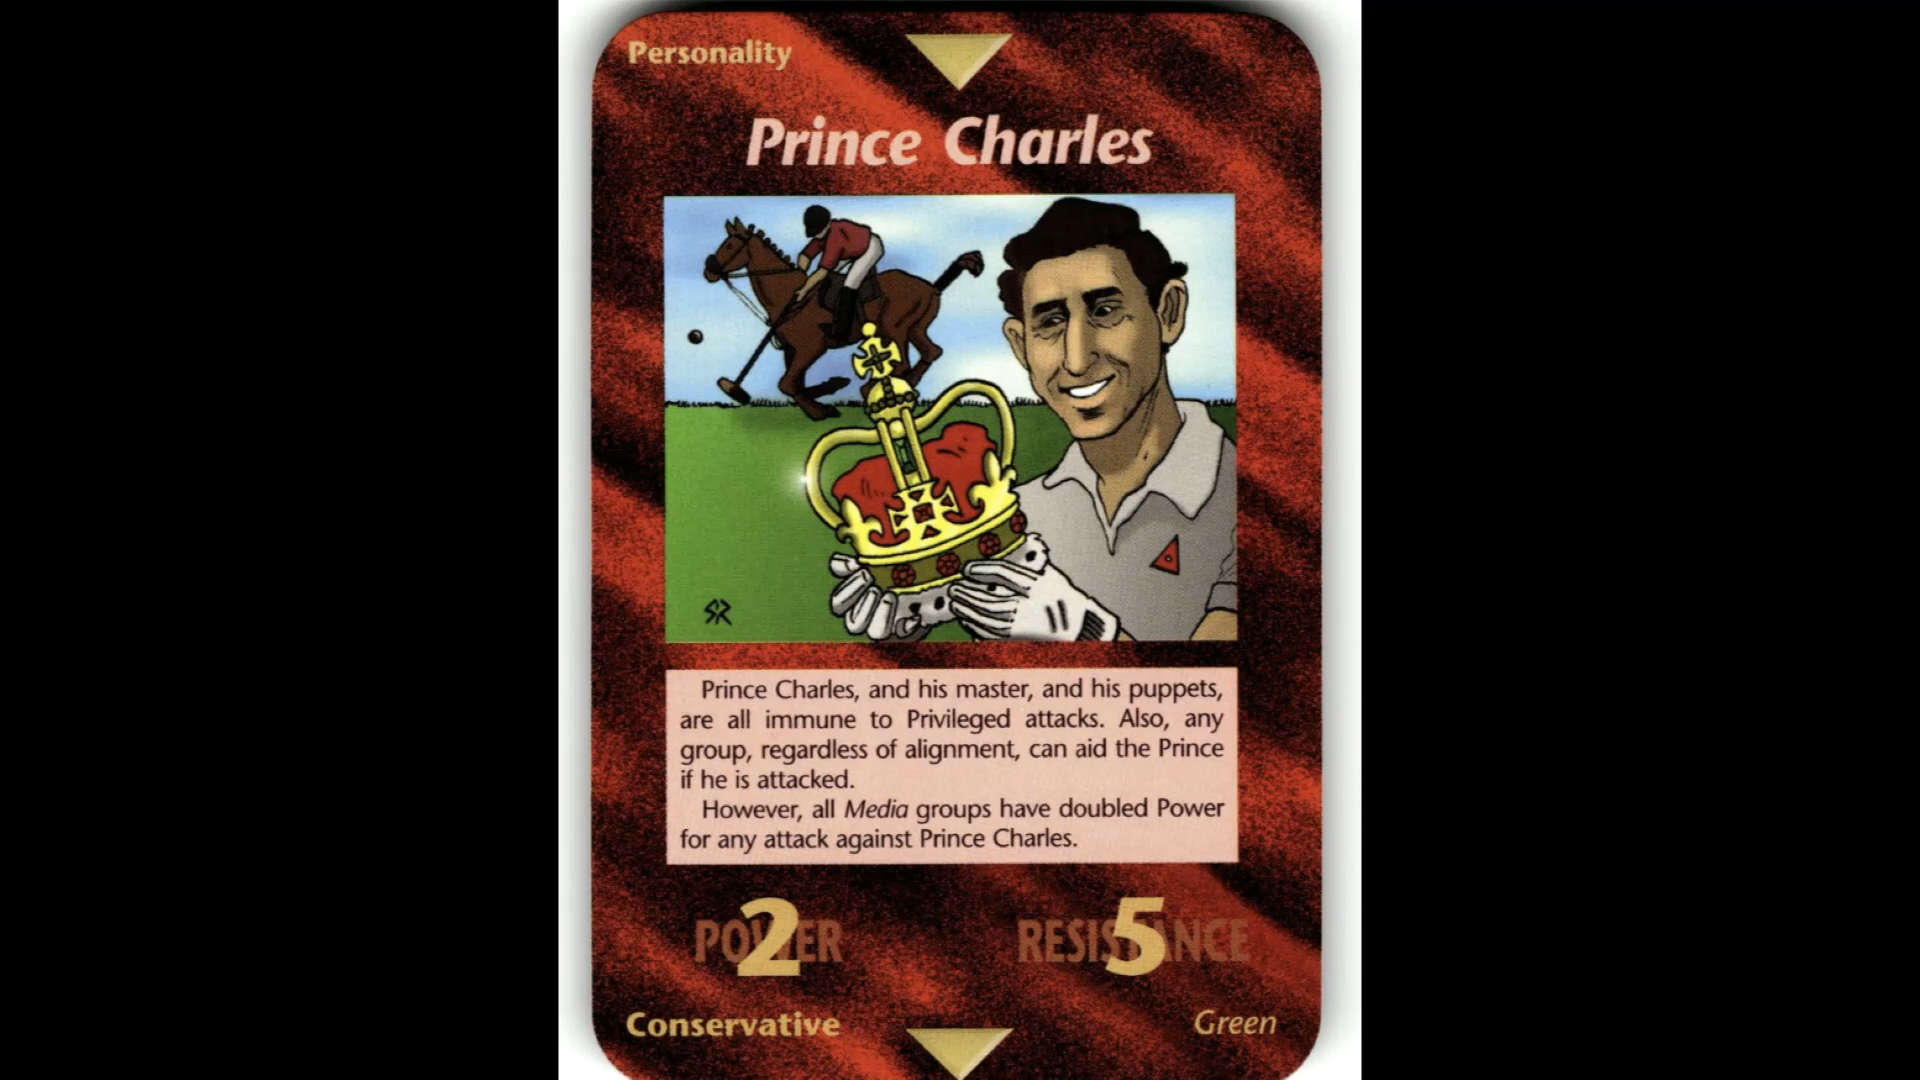 Personality
Prince Charles
SR
Prince Charles, and his master, and his puppets,
are all immune to Privileged attacks. Also, any
group, regardless of alignment, can aid the Prince
if he is attacked.
However, all Media groups have doubled Power
for any attack against Prince Charles.
POWER 2
RESISTANCE 5
Conservative
Green